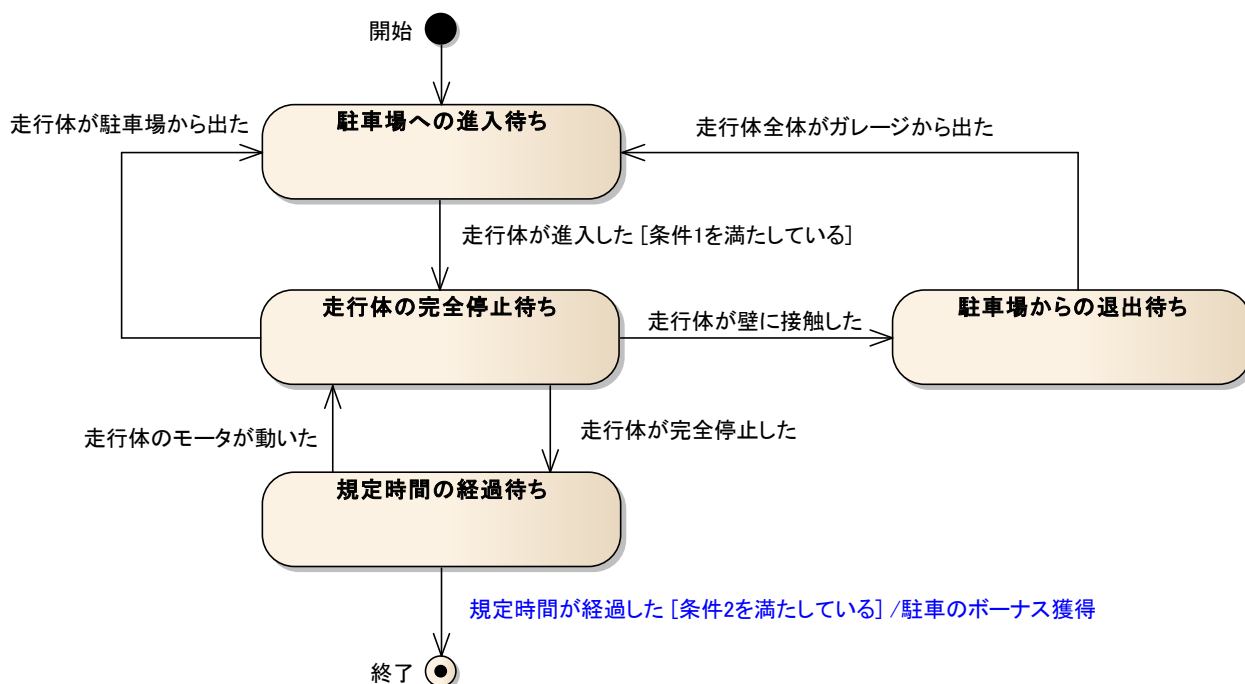 開始
駐車場への進入待ち
走行体が駐車場から出た
走行体全体がガレージから出た
走行体が進入した [条件1を満たしている]
走行体の完全停止待ち
走行体が壁に接触した
駐車場からの退出待ち
走行体のモータが動いた
走行体が完全停止した
規定時間の経過待ち
規定時間が経過した [条件2を満たしている] /駐車のボーナス獲得
終了